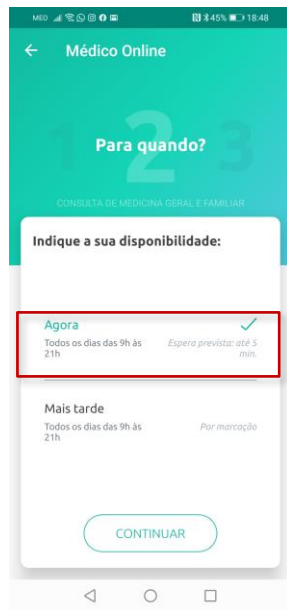 MEO 45% 18:48
Médico Online
1 2 3
Para quando?
CONSULTA DE MEDICINA GERAL E FAMILIAR
Indique a sua disponibilidade:
Agora
Todos os dias das 9h às
21h
Espera prevista: até 5
min.
Mais tarde
Todos os dias das 9h às
21h
Por marcação
CONTINUAR